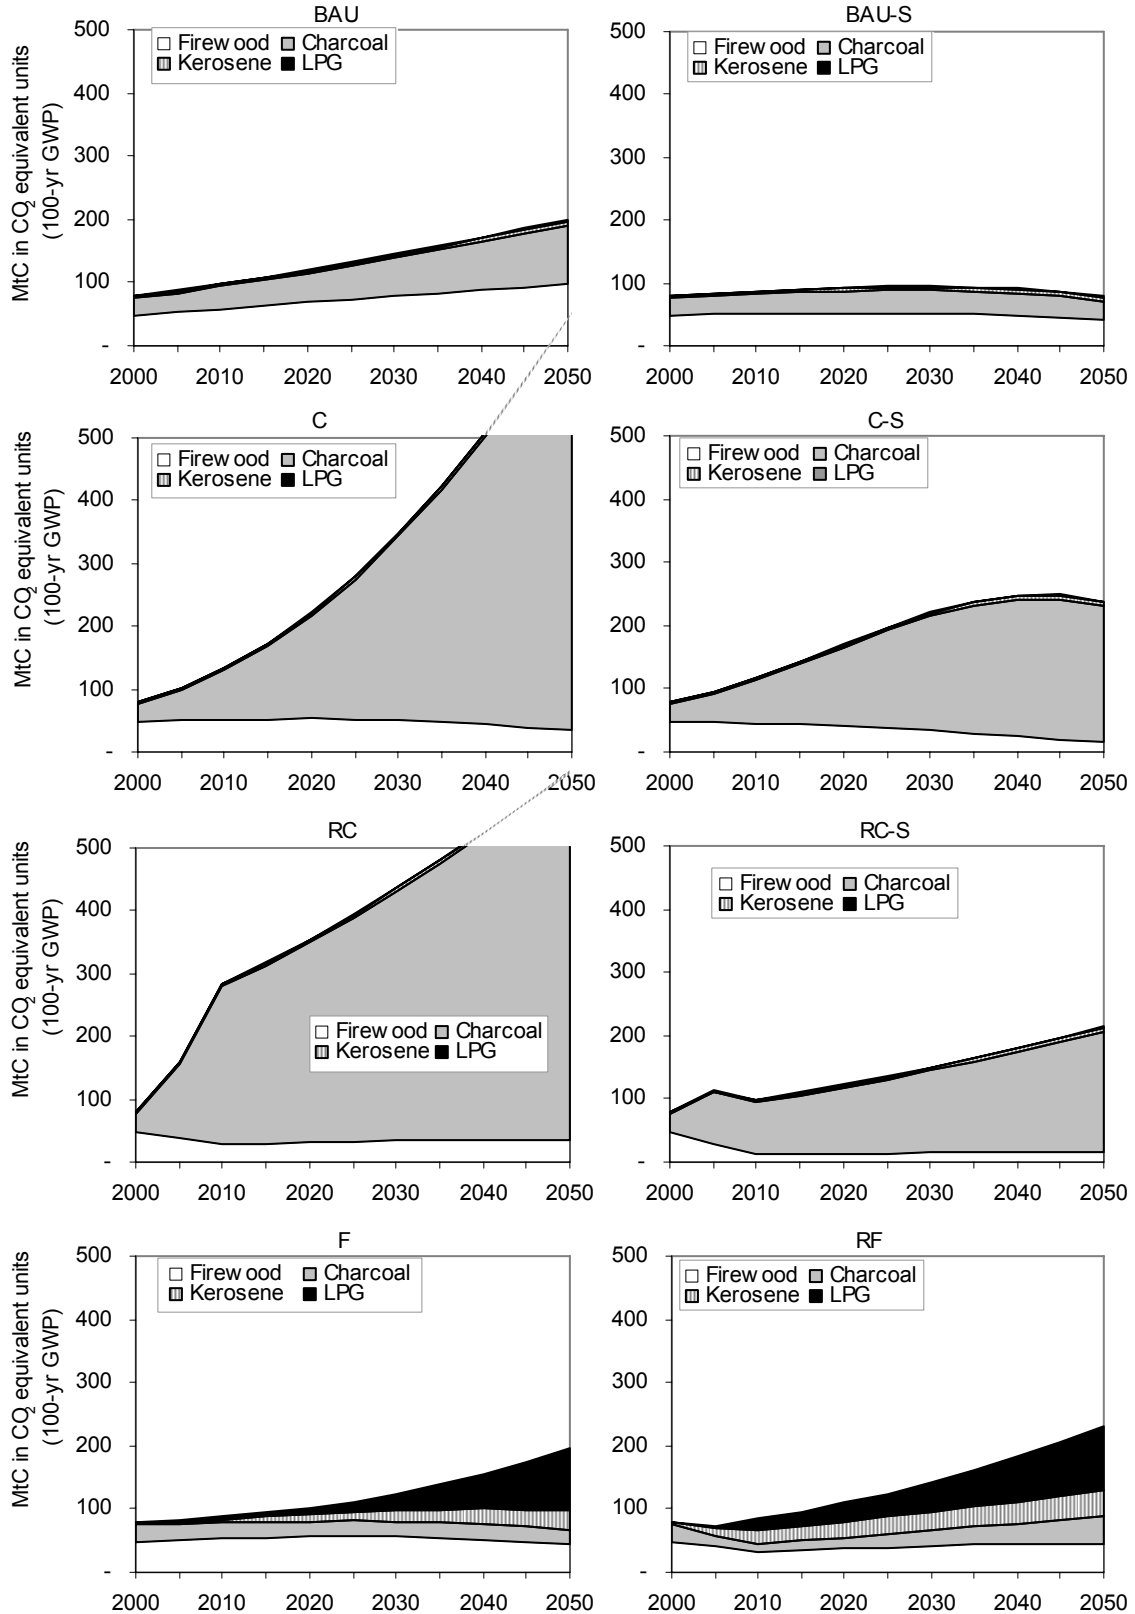 BAU
MtC in CO2 equivalent units
(100-yr GWP)
500
400
300
200
100
-
Firew ood Charcoal
Kerosene LPG
2000 2010 2020 2030 2040 2050
BAU-S
500
400
300
200
100
-
Firew ood Charcoal
Kerosene LPG
2000 2010 2020 2030 2040 2050
C
MtC in CO2 equivalent units
(100-yr GWP)
500
400
300
200
100
-
Firew ood Charcoal
Kerosene LPG
2000 2010 2020 2030 2040 2050
C-S
500
400
300
200
100
-
Firew ood Charcoal
Kerosene LPG
2000 2010 2020 2030 2040 2050
RC
MtC in CO2 equivalent units
(100-yr GWP)
500
400
300
200
100
-
Firew ood Charcoal
Kerosene LPG
2000 2010 2020 2030 2040 2050
RC-S
500
400
300
200
100
-
Firew ood Charcoal
Kerosene LPG
2000 2010 2020 2030 2040 2050
F
MtC in CO2 equivalent units
(100-yr GWP)
500
400
300
200
100
-
Firew ood Charcoal
Kerosene LPG
2000 2010 2020 2030 2040 2050
RF
500
400
300
200
100
-
Firew ood Charcoal
Kerosene LPG
2000 2010 2020 2030 2040 2050